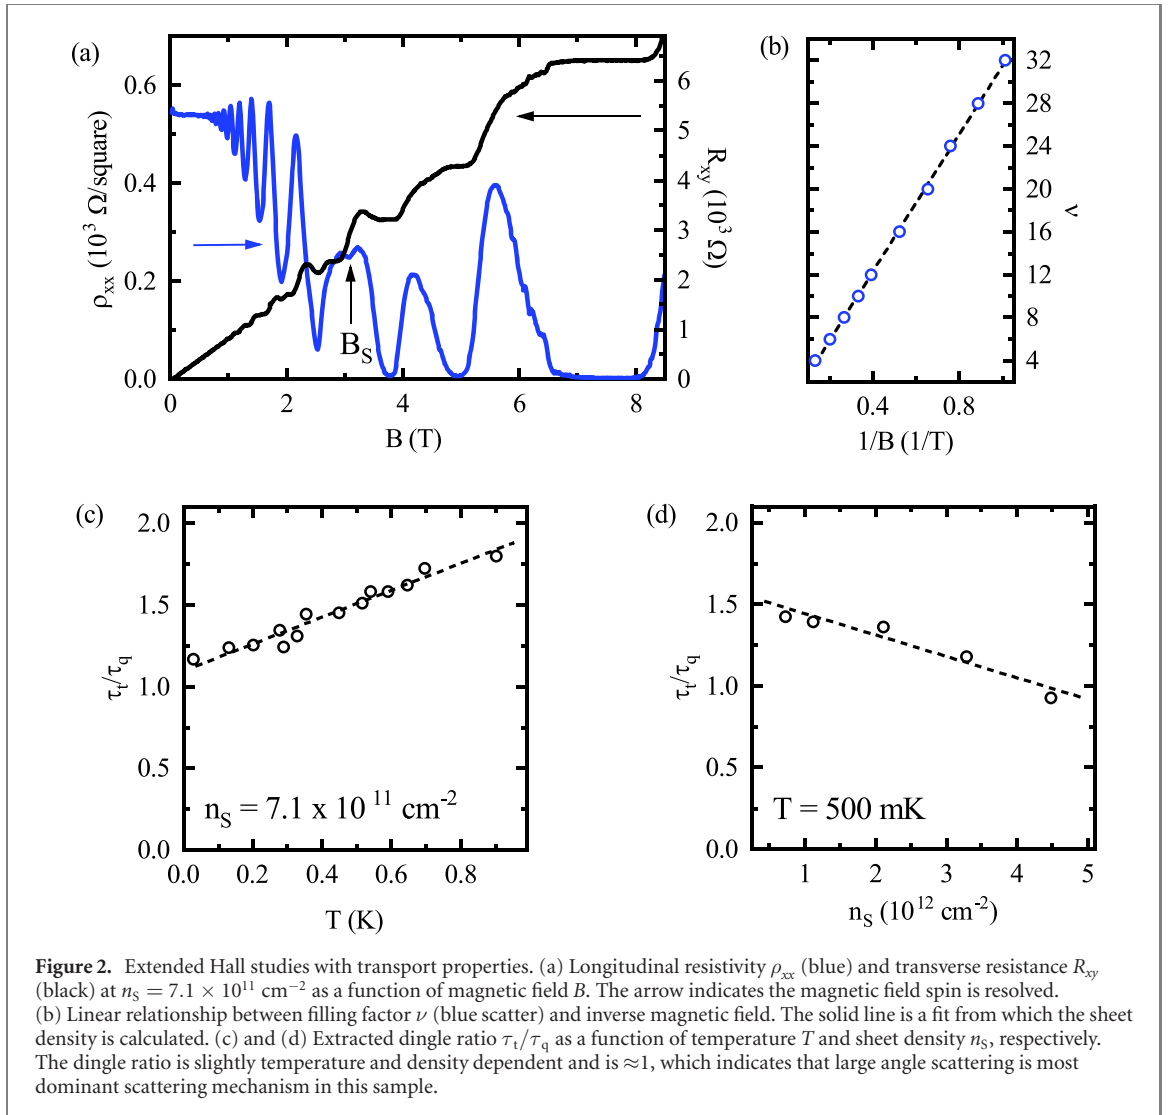 (a)
0.6
0.4
0.2
0.0
ρxx (10³ Ω/square)
0
2
4
6
8
B (T)
BS
6
5
4
3
2
1
0
Rxy (10³ Ω)
(b)
32
28
24
20
16
12
8
4
ν
0.4
0.8
1/B (1/T)
(c)
2.0
1.5
1.0
0.5
0.0
τt/τq
nS = 7.1 x 10 11 cm-2
0.0
0.2
0.4
0.6
0.8
T (K)
(d)
2.0
1.5
1.0
0.5
0.0
τt/τq
T = 500 mK
1
2
3
4
5
nS (10¹² cm-2)
Figure 2. Extended Hall studies with transport properties. (a) Longitudinal resistivity ρxx (blue) and transverse resistance Rxy
(black) at nS = 7.1 × 10¹¹ cm⁻² as a function of magnetic field B. The arrow indicates the magnetic field spin is resolved.
(b) Linear relationship between filling factor ν (blue scatter) and inverse magnetic field. The solid line is a fit from which the sheet
density is calculated. (c) and (d) Extracted dingle ratio τt/τq as a function of temperature T and sheet density nS, respectively.
The dingle ratio is slightly temperature and density dependent and is ≈1, which indicates that large angle scattering is most
dominant scattering mechanism in this sample.